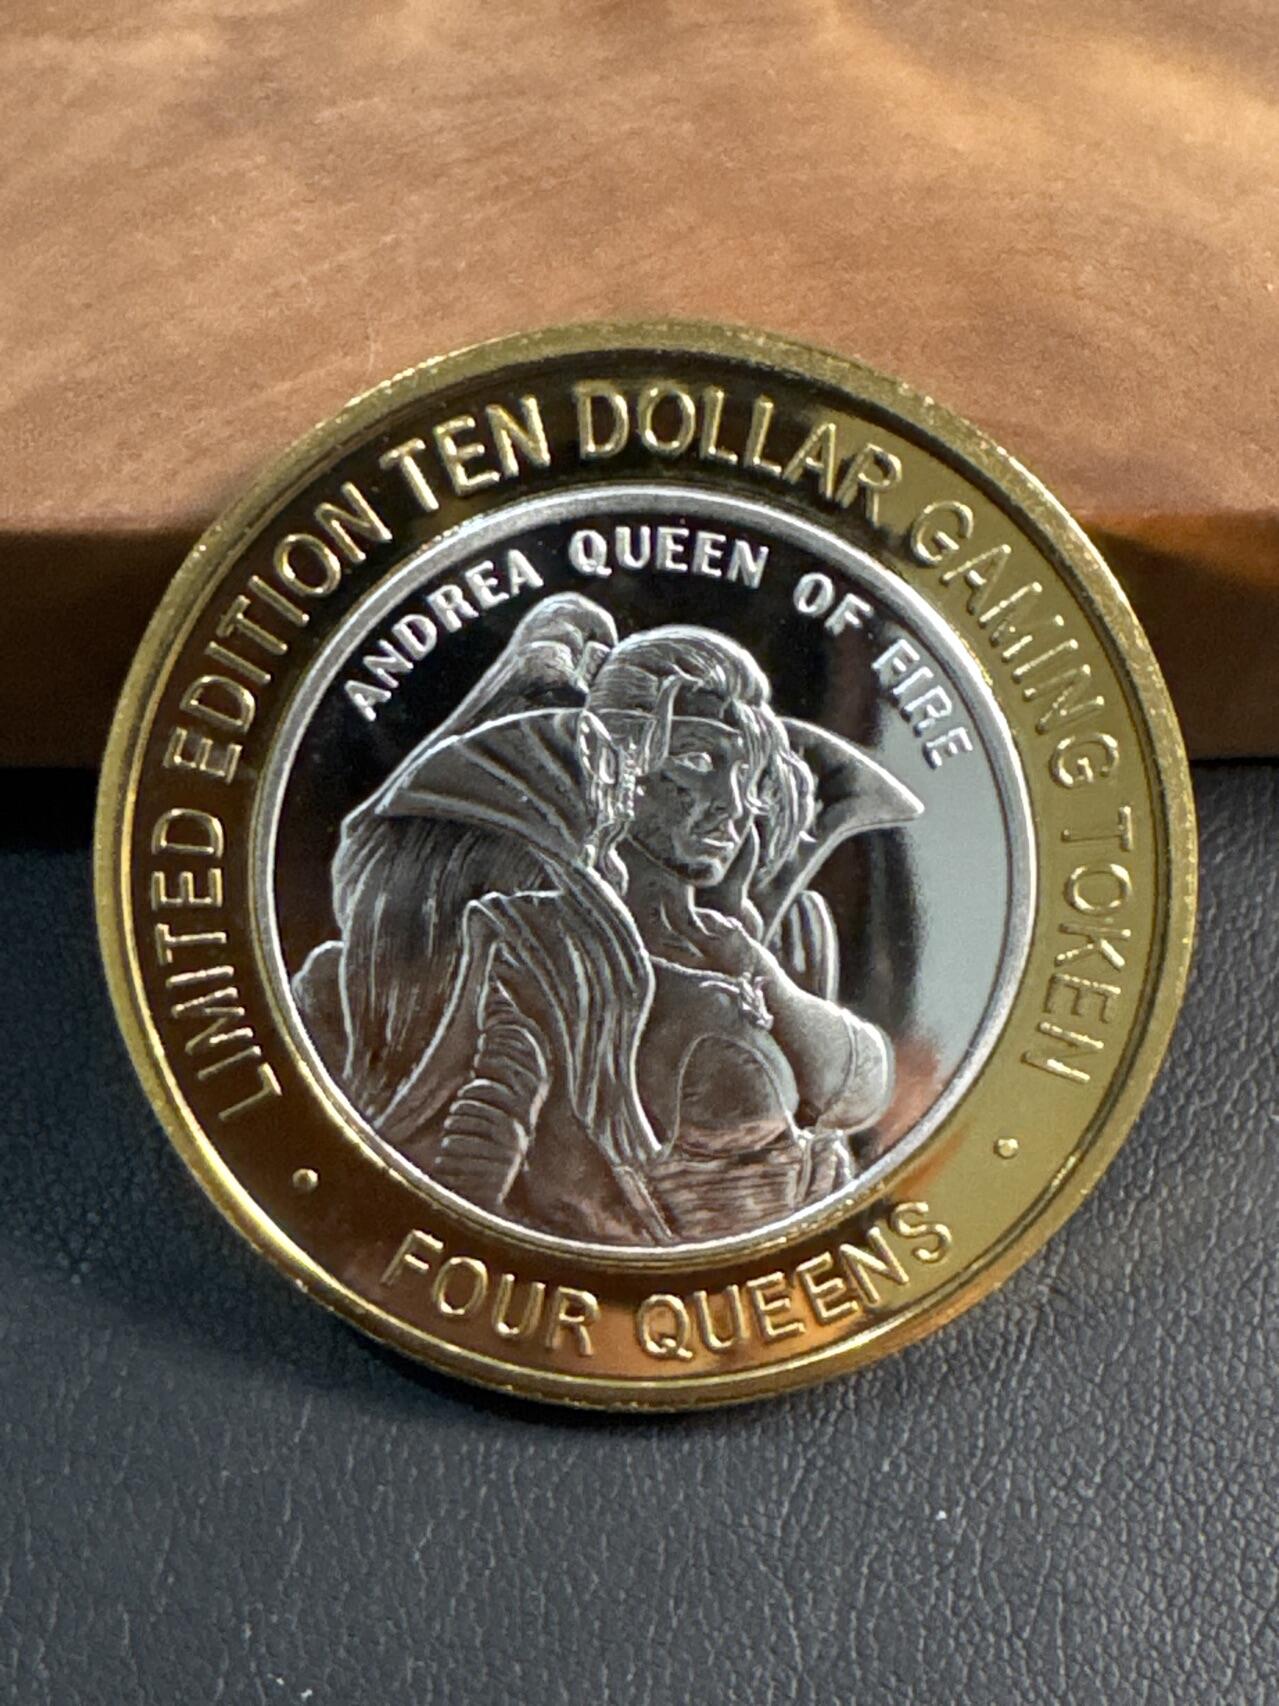 LIMITED EDITION TEN DOLLAR GAMING TOKEN
ANDREA QUEEN OF FIRE
• FOUR QUEENS •